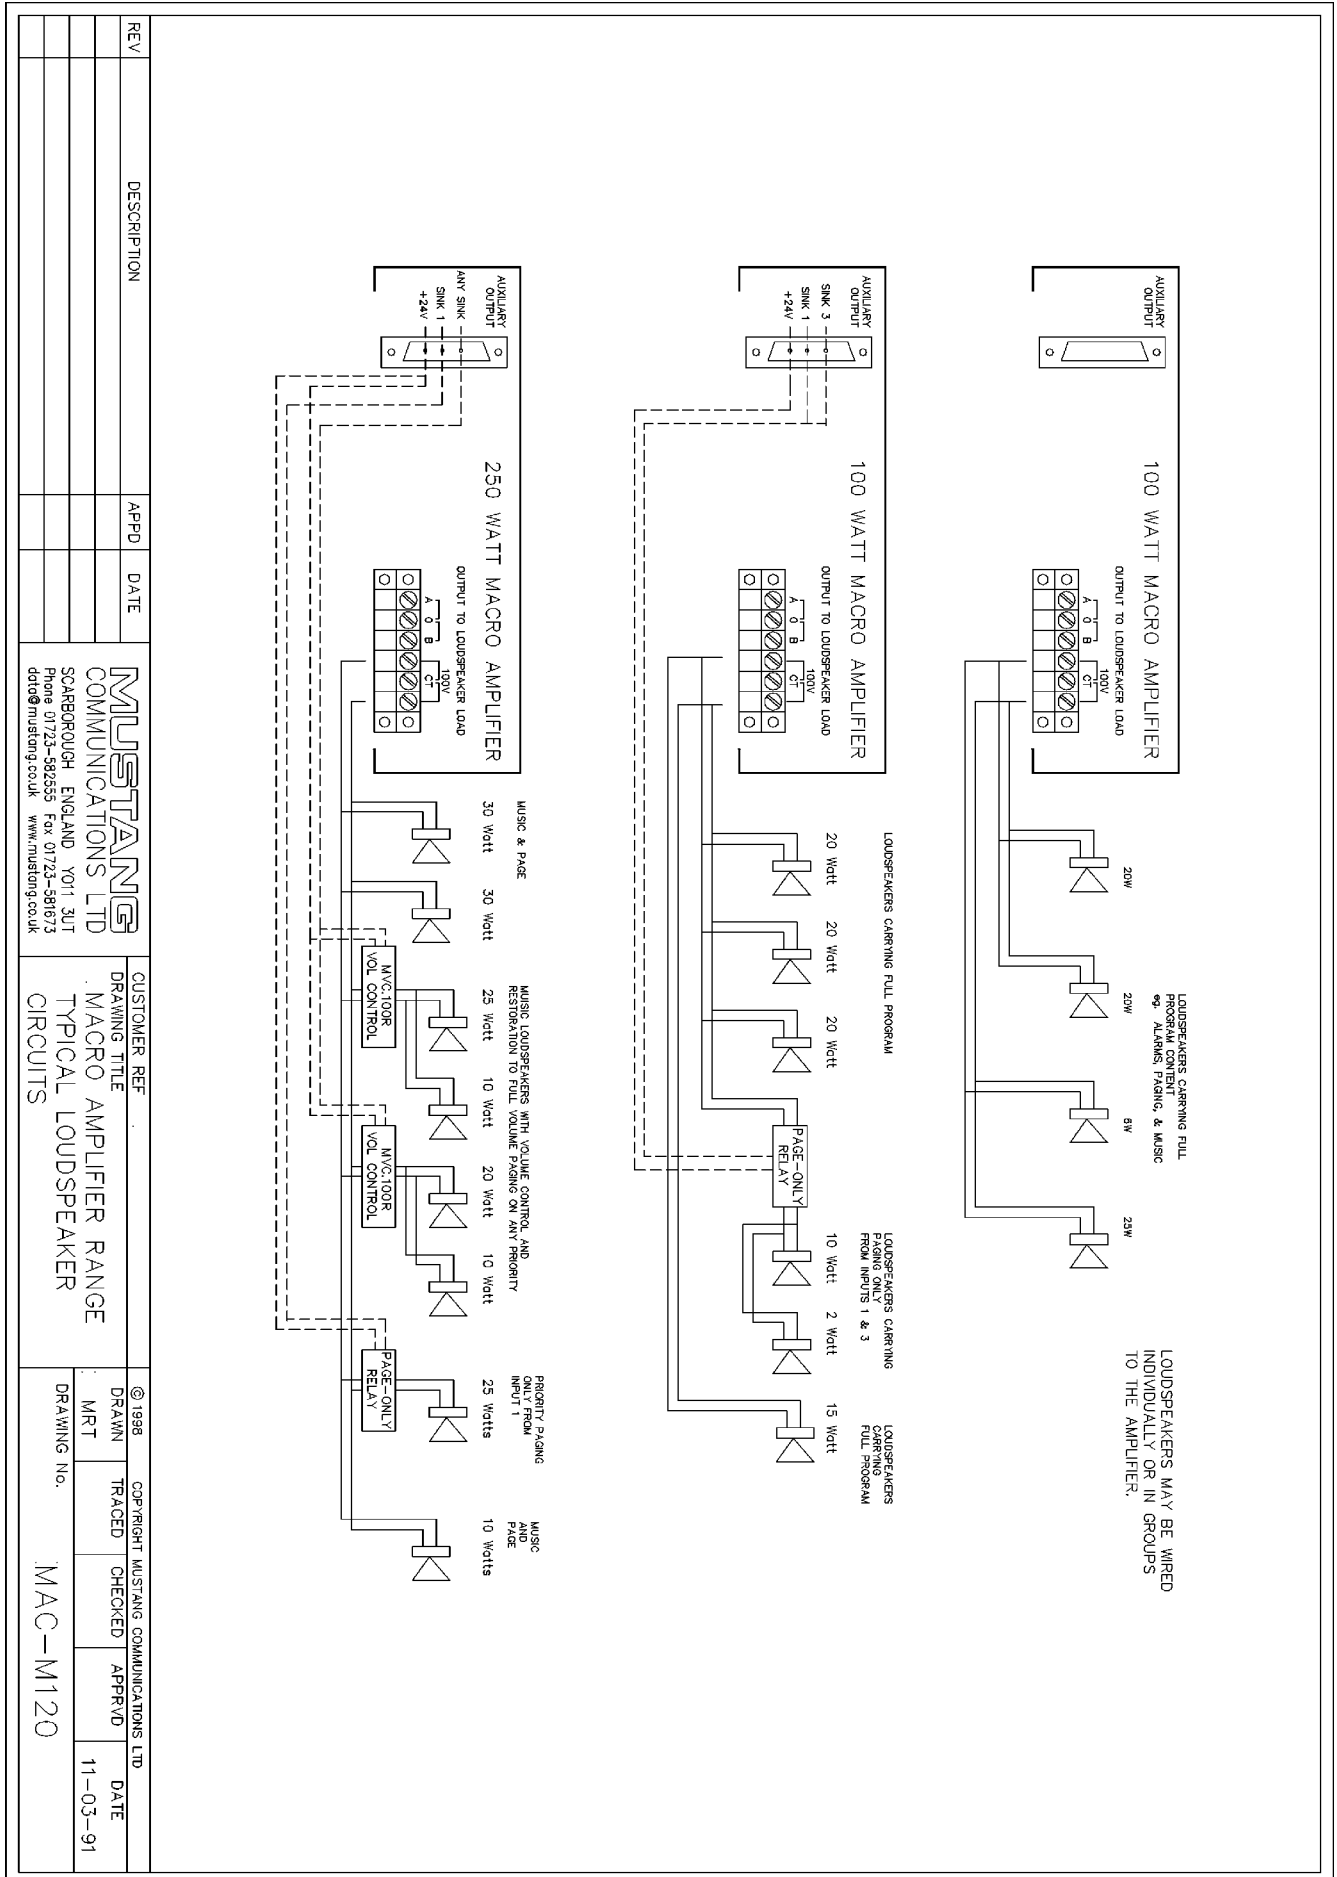 AUXILIARY
OUTPUT
100 WATT MACRO AMPLIFIER
OUTPUT TO LOUDSPEAKER LOAD
A 0 B
100V
CT
20W
20W
LOUDSPEAKERS CARRYING FULL
PROGRAM CONTENT
eg. ALARMS, PAGING, & MUSIC
6W
25W
LOUDSPEAKERS MAY BE WIRED
INDIVIDUALLY OR IN GROUPS
TO THE AMPLIFIER.
AUXILIARY
OUTPUT
SINK 3
SINK 1
+24V
100 WATT MACRO AMPLIFIER
OUTPUT TO LOUDSPEAKER LOAD
A 0 B
100V
CT
LOUDSPEAKERS CARRYING FULL PROGRAM
20 Watt
20 Watt
20 Watt
PAGE-ONLY
RELAY
LOUDSPEAKERS CARRYING
PAGING ONLY
FROM INPUTS 1 & 3
10 Watt
2 Watt
LOUDSPEAKERS
CARRYING
FULL PROGRAM
15 Watt
AUXILIARY
OUTPUT
ANY SINK
SINK 1
+24V
250 WATT MACRO AMPLIFIER
OUTPUT TO LOUDSPEAKER LOAD
A 0 B
100V
CT
MUSIC & PAGE
30 Watt
30 Watt
MVC.100R
VOL CONTROL
MUISIC LOUDSPEAKERS WITH VOLUME CONTROL AND
RESTORATION TO FULL VOLUME PAGING ON ANY PRIORITY
25 Watt
10 Watt
MVC.100R
VOL CONTROL
20 Watt
10 Watt
PAGE-ONLY
RELAY
PRIORITY PAGING
ONLY FROM
INPUT 1
25 Watts
MUSIC
AND
PAGE
10 Watts
REV
DESCRIPTION
APPD
DATE
MUSTANG
COMMUNICATIONS LTD
SCARBOROUGH ENGLAND YO11 3UT
Phone 01723-582555 Fax 01723-581673
data@mustang.co.uk www.mustang.co.uk
CUSTOMER REF
DRAWING TITLE
MACRO AMPLIFIER RANGE
TYPICAL LOUDSPEAKER
CIRCUITS
© 1998 COPYRIGHT MUSTANG COMMUNICATIONS LTD
DRAWN TRACED CHECKED APPRVD DATE
MRT 11-03-91
DRAWING No.
MAC-M120